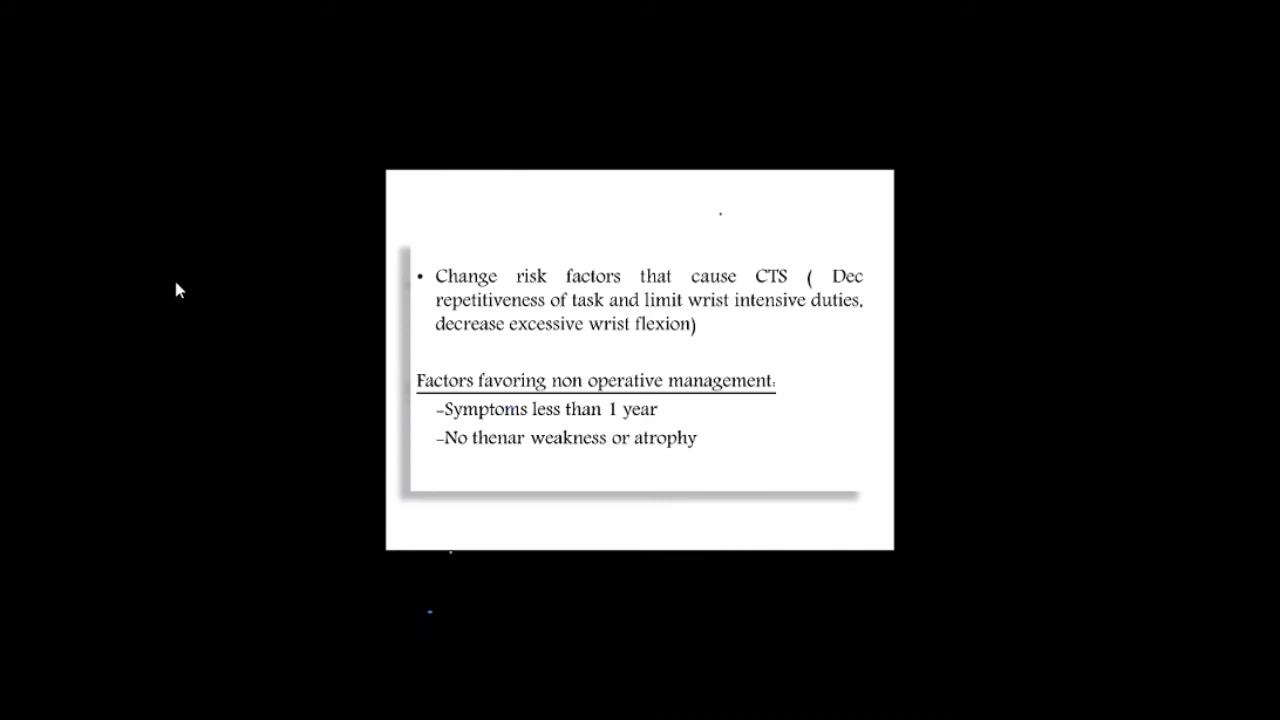 • Change risk factors that cause CTS ( Dec
repetitiveness of task and limit wrist intensive duties,
decrease excessive wrist flexion)
Factors favoring non operative management:
-Symptoms less than 1 year
-No thenar weakness or atrophy